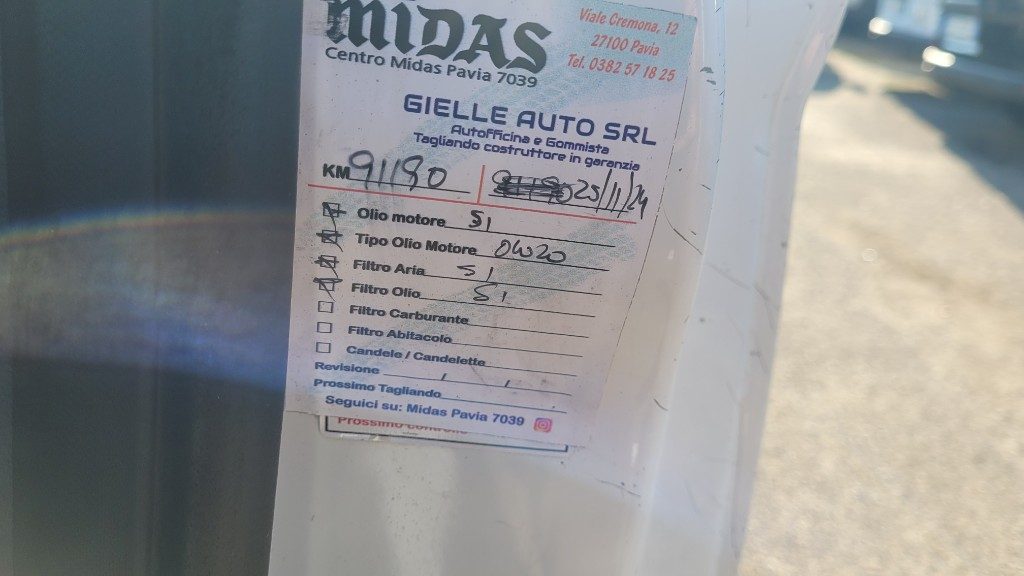 MIDAS
Centro Midas Pavia 7039
Viale Cremona, 12
27100 Pavia
Tel. 0382 57 18 25
GIELLE AUTO SRL
Autofficina e Gommista
Tagliando costruttore in garanzia
KM 91190 25/11/24
Olio motore SI
Tipo Olio Motore 0W20
Filtro Aria SI
Filtro Olio SI
Filtro Carburante
Filtro Abitacolo
Candele / Candelette
Revisione / /
Prossimo Tagliando
Seguici su: Midas Pavia 7039
Prossimo controllo